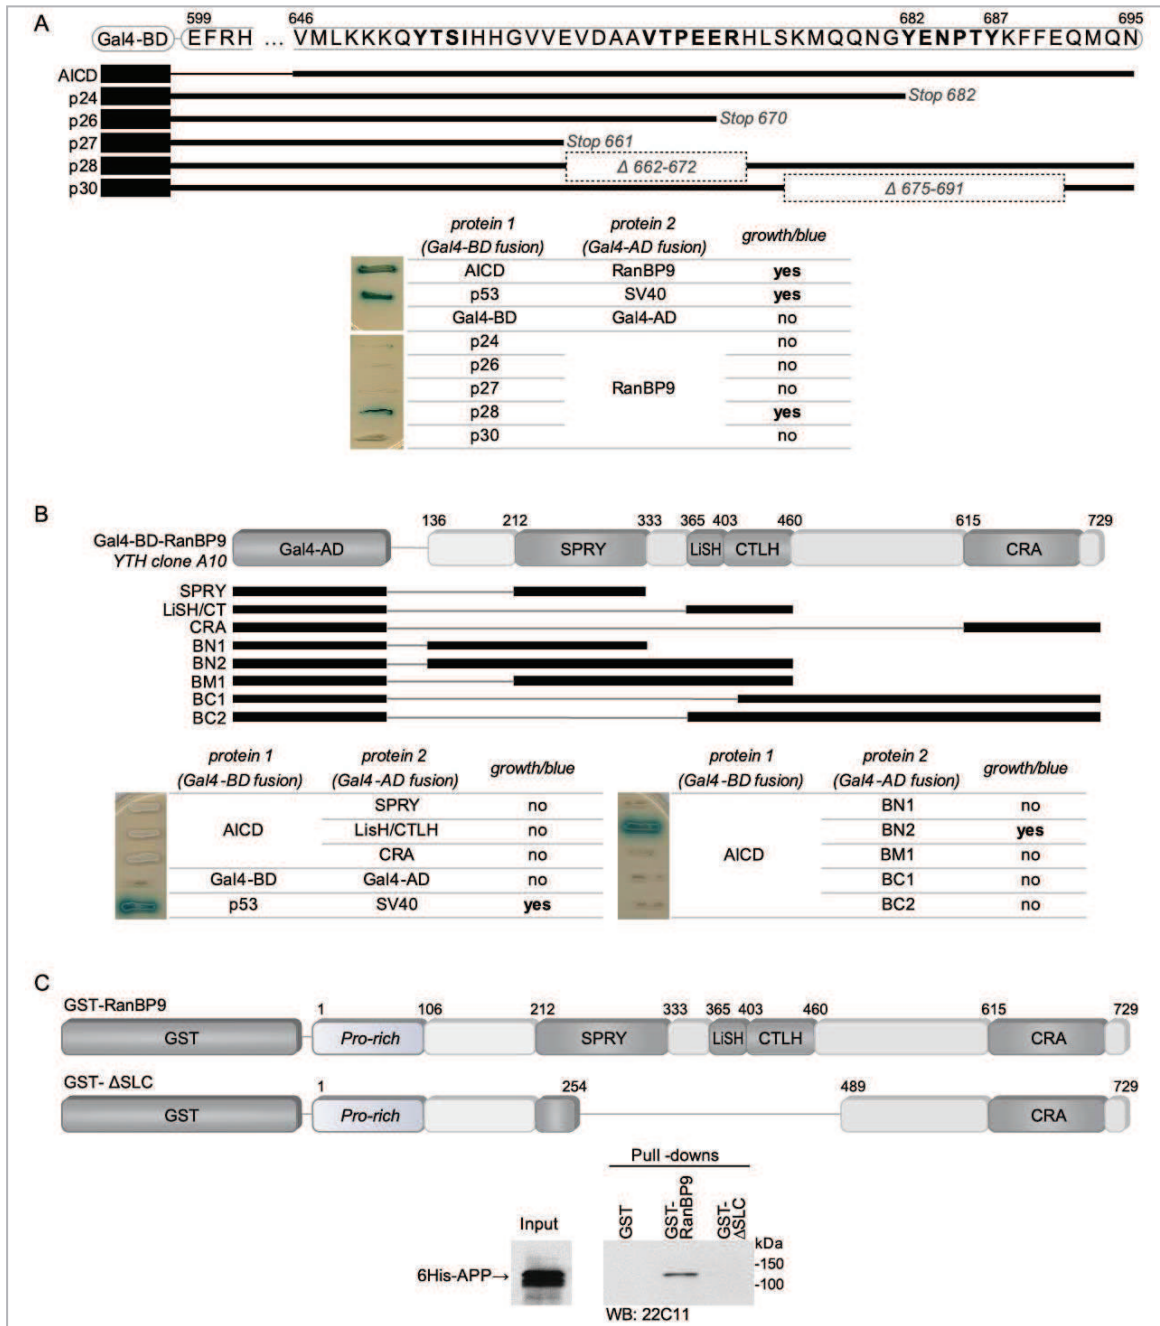 A
599 646 682 687 695
Gal4-BD EFRH ... VMLKKKQYTSIHHGVVEVDAAVTPEERHLSKMQQNGYENPTYKFFEQMQN
AICD
p24 Stop 682
p26 Stop 670
p27 Stop 661
p28 Δ 662-672
p30 Δ 675-691
protein 1 protein 2 growth/blue
(Gal4-BD fusion) (Gal4-AD fusion)
AICD RanBP9 yes
p53 SV40 yes
Gal4-BD Gal4-AD no
p24 no
p26 no
p27 RanBP9 no
p28 yes
p30 no
B
136 212 333 365 403 460 615 729
Gal4-BD-RanBP9
YTH clone A10
Gal4-AD SPRY LiSH CTLH CRA
SPRY
LiSH/CT
CRA
BN1
BN2
BM1
BC1
BC2
protein 1 protein 2 growth/blue
(Gal4-BD fusion) (Gal4-AD fusion)
SPRY no
AICD LisH/CTLH no
CRA no
Gal4-BD Gal4-AD no
p53 SV40 yes
protein 1 protein 2 growth/blue
(Gal4-BD fusion) (Gal4-AD fusion)
BN1 no
BN2 yes
AICD BM1 no
BC1 no
BC2 no
C
GST-RanBP9
1 106 212 333 365 403 460 615 729
GST Pro-rich SPRY LiSH CTLH CRA
GST- ΔSLC
1 254 489 729
GST Pro-rich CRA
Pull -downs
Input
GST
GST-
RanBP9
GST-
ΔSLC
kDa
-150
-100
6His-APP→
WB: 22C11